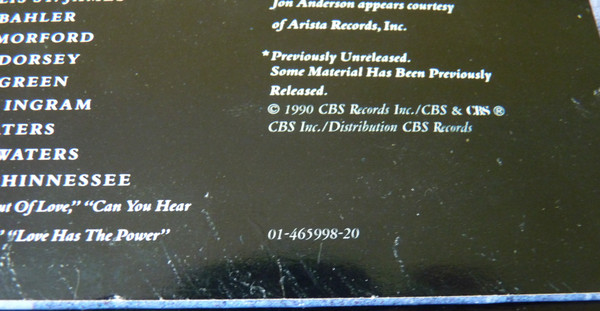 BAHLER
MORFORD
DORSEY
GREEN
INGRAM
WATERS
HINNESSEE
Of Love," "Can You Hear
"Love Has The Power"
Jon Anderson appears courtesy
of Arista Records, Inc.
*Previously Unreleased.
Some Material Has Been Previously
Released.
© 1990 CBS Records Inc./CBS & CBS ®
CBS Inc./Distribution CBS Records
01-465998-20